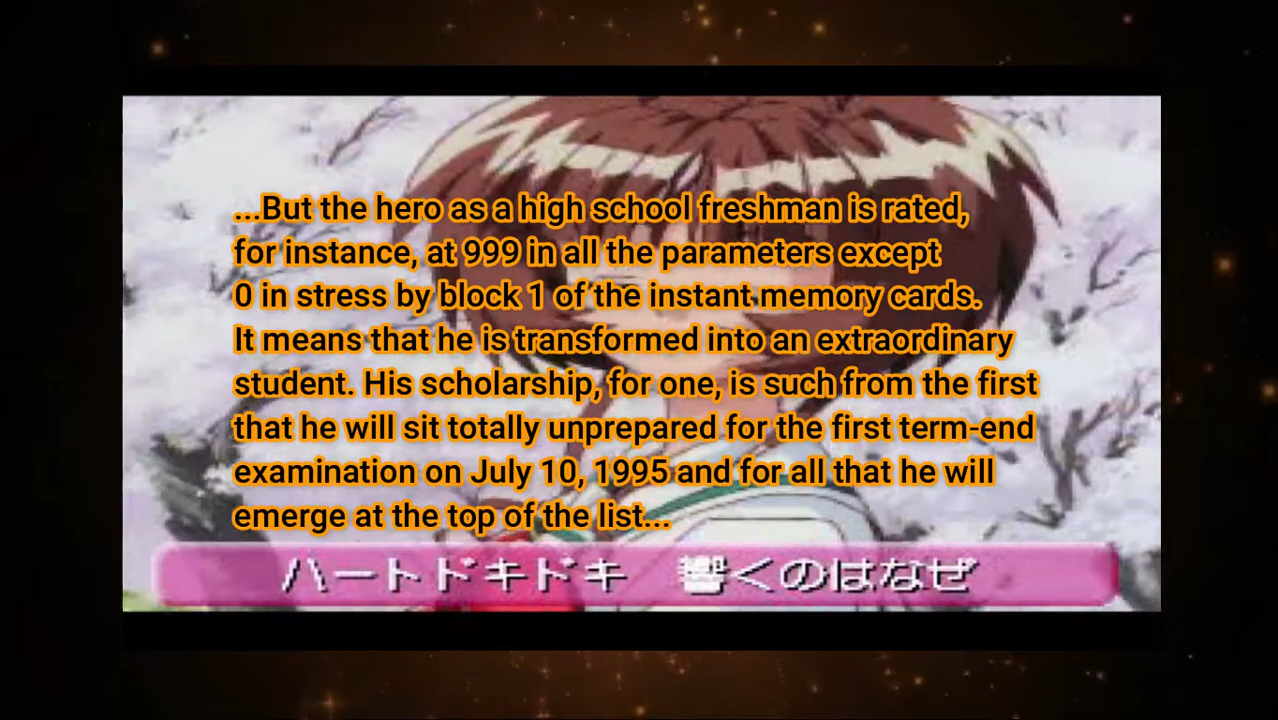 ...But the hero as a high school freshman is rated,
for instance, at 999 in all the parameters except
0 in stress by block 1 of the instant memory cards.
It means that he is transformed into an extraordinary
student. His scholarship, for one, is such from the first
that he will sit totally unprepared for the first term-end
examination on July 10, 1995 and for all that he will
emerge at the top of the list...
ハートドキドキ　響くのはなぜ